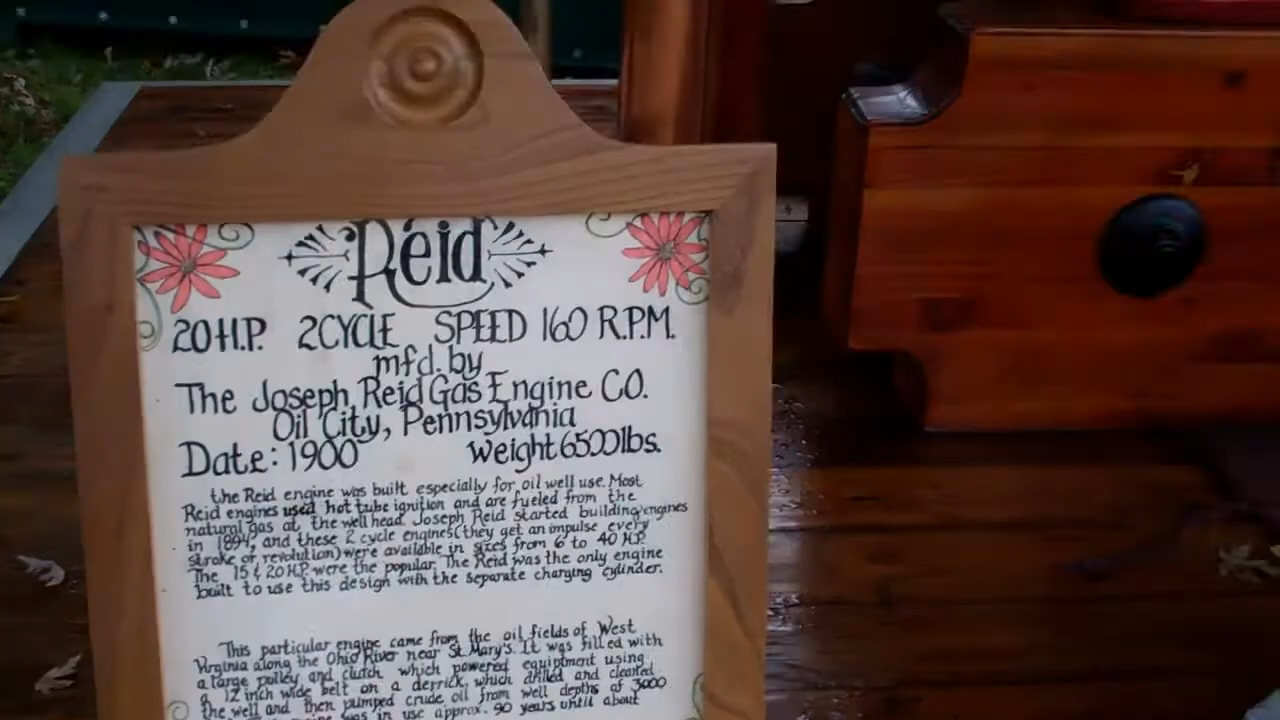 Reid
20 H.P. 2CYCLE SPEED 160 R.P.M.
mfd. by
The Joseph Reid Gas Engine CO.
Oil City, Pennsylvania
Date: 1900 Weight 6500 lbs.
the Reid engine was built especially for oil well use. Most
Reid engines used hot tube ignition and are fueled from the
natural gas at the well head. Joseph Reid started building engines
in 1894, and these 2 cycle engines (they get an impulse every
stroke or revolution) were available in sizes from 6 to 40 H.P.
The 15 & 20 H.P. were the popular. The Reid was the only engine
built to use this design with the separate charging cylinder.
This particular engine came from the oil fields of West
Virginia along the Ohio River near St. Mary's. It was filled with
a large pulley and clutch which powered equiptment using
a 12 inch wide belt on a derrick, which drilled and cleaned
the well and then pumped crude oil from well depths of 3000
was in use approx. 90 years until about